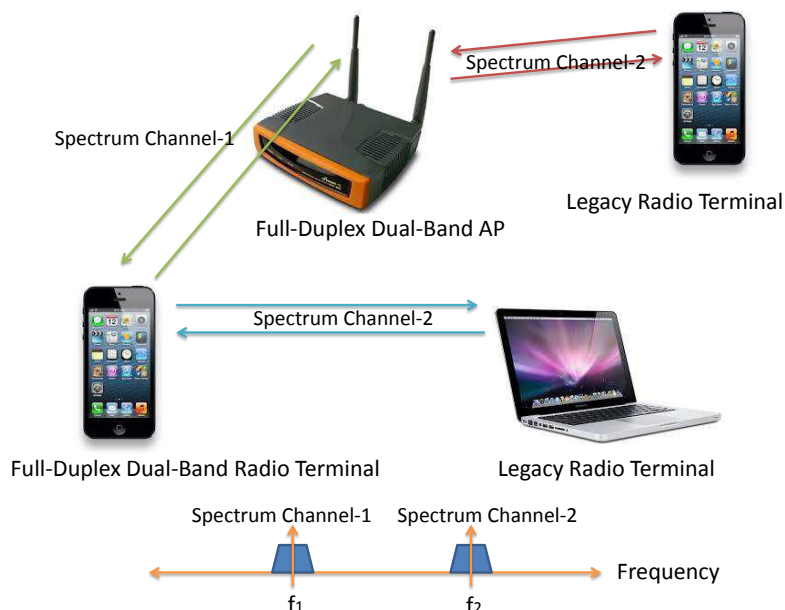 Spectrum Channel-2
Spectrum Channel-1
Legacy Radio Terminal
Full-Duplex Dual-Band AP
Spectrum Channel-2
Full-Duplex Dual-Band Radio Terminal
Legacy Radio Terminal
Spectrum Channel-1
Spectrum Channel-2
Frequency
f1
f2